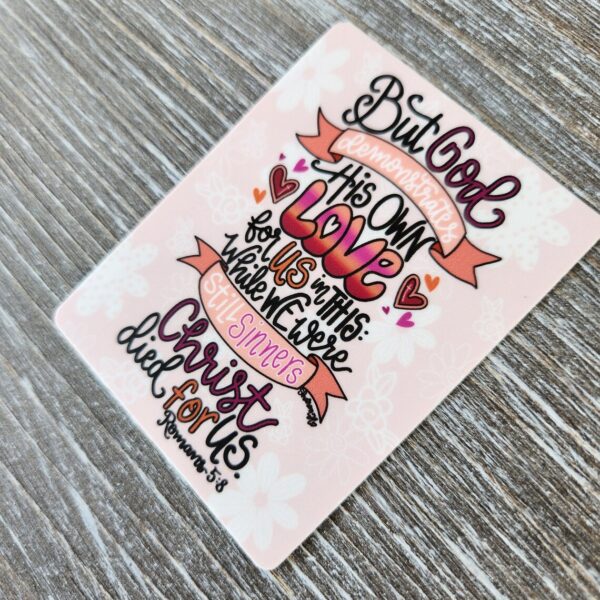 But God
demonstrates
His OWN
LOVE
for US in THIS:
While WE were
still sinners
Christ
died for US.
Romans 5:8